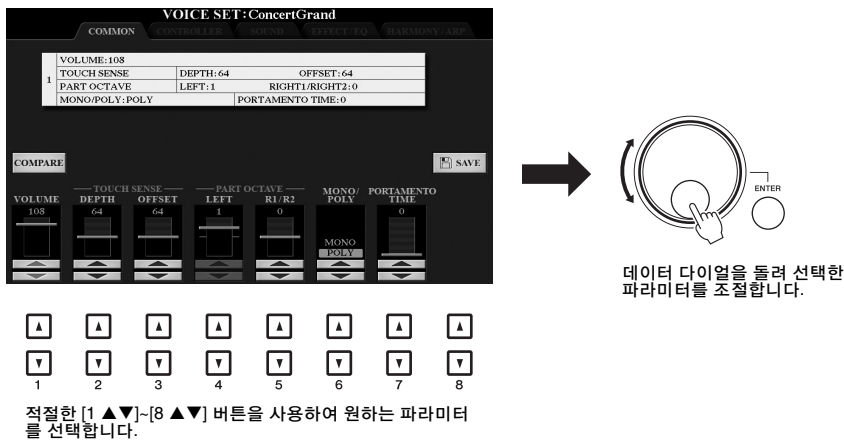 VOICE SET:ConcertGrand
COMMON CONTROLLER SOUND EFFECT/EQ HARMONY/ARP
1
VOLUME:108
TOUCH SENSE DEPTH:64 OFFSET:64
PART OCTAVE LEFT:1 RIGHT1/RIGHT2:0
MONO/POLY:POLY PORTAMENTO TIME:0
COMPARE SAVE
TOUCH SENSE PART OCTAVE MONO/ PORTAMENTO
VOLUME DEPTH OFFSET LEFT R1/R2 POLY TIME
108 64 64 1 0 0
MONO
POLY
1 2 3 4 5 6 7 8
적절한 [1 ▲▼]~[8 ▲▼] 버튼을 사용하여 원하는 파라미터
를 선택합니다.
ENTER
데이터 다이얼을 돌려 선택한
파라미터를 조절합니다.